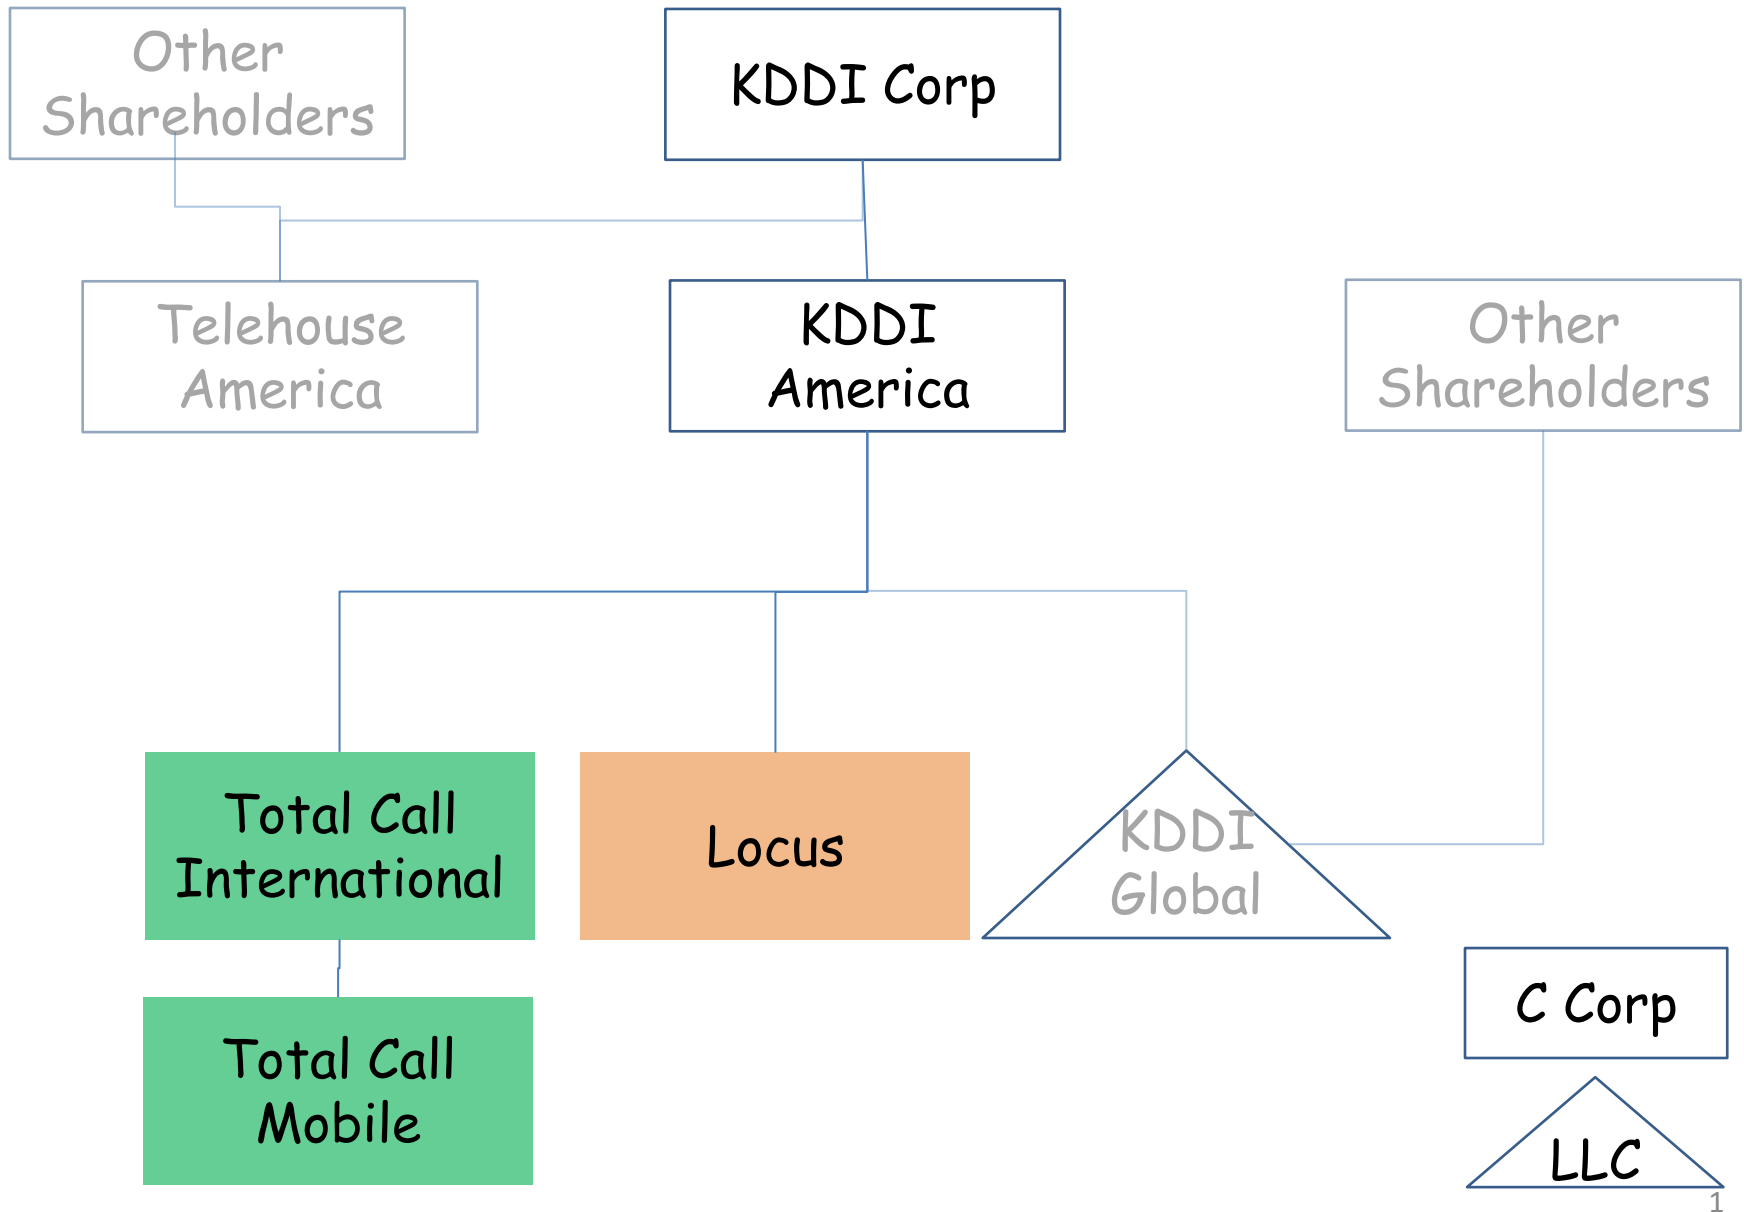 Other
Shareholders
KDDI Corp
Telehouse
America
KDDI
America
Other
Shareholders
Total Call
International
Locus
KDDI
Global
C Corp
Total Call
Mobile
LLC
1